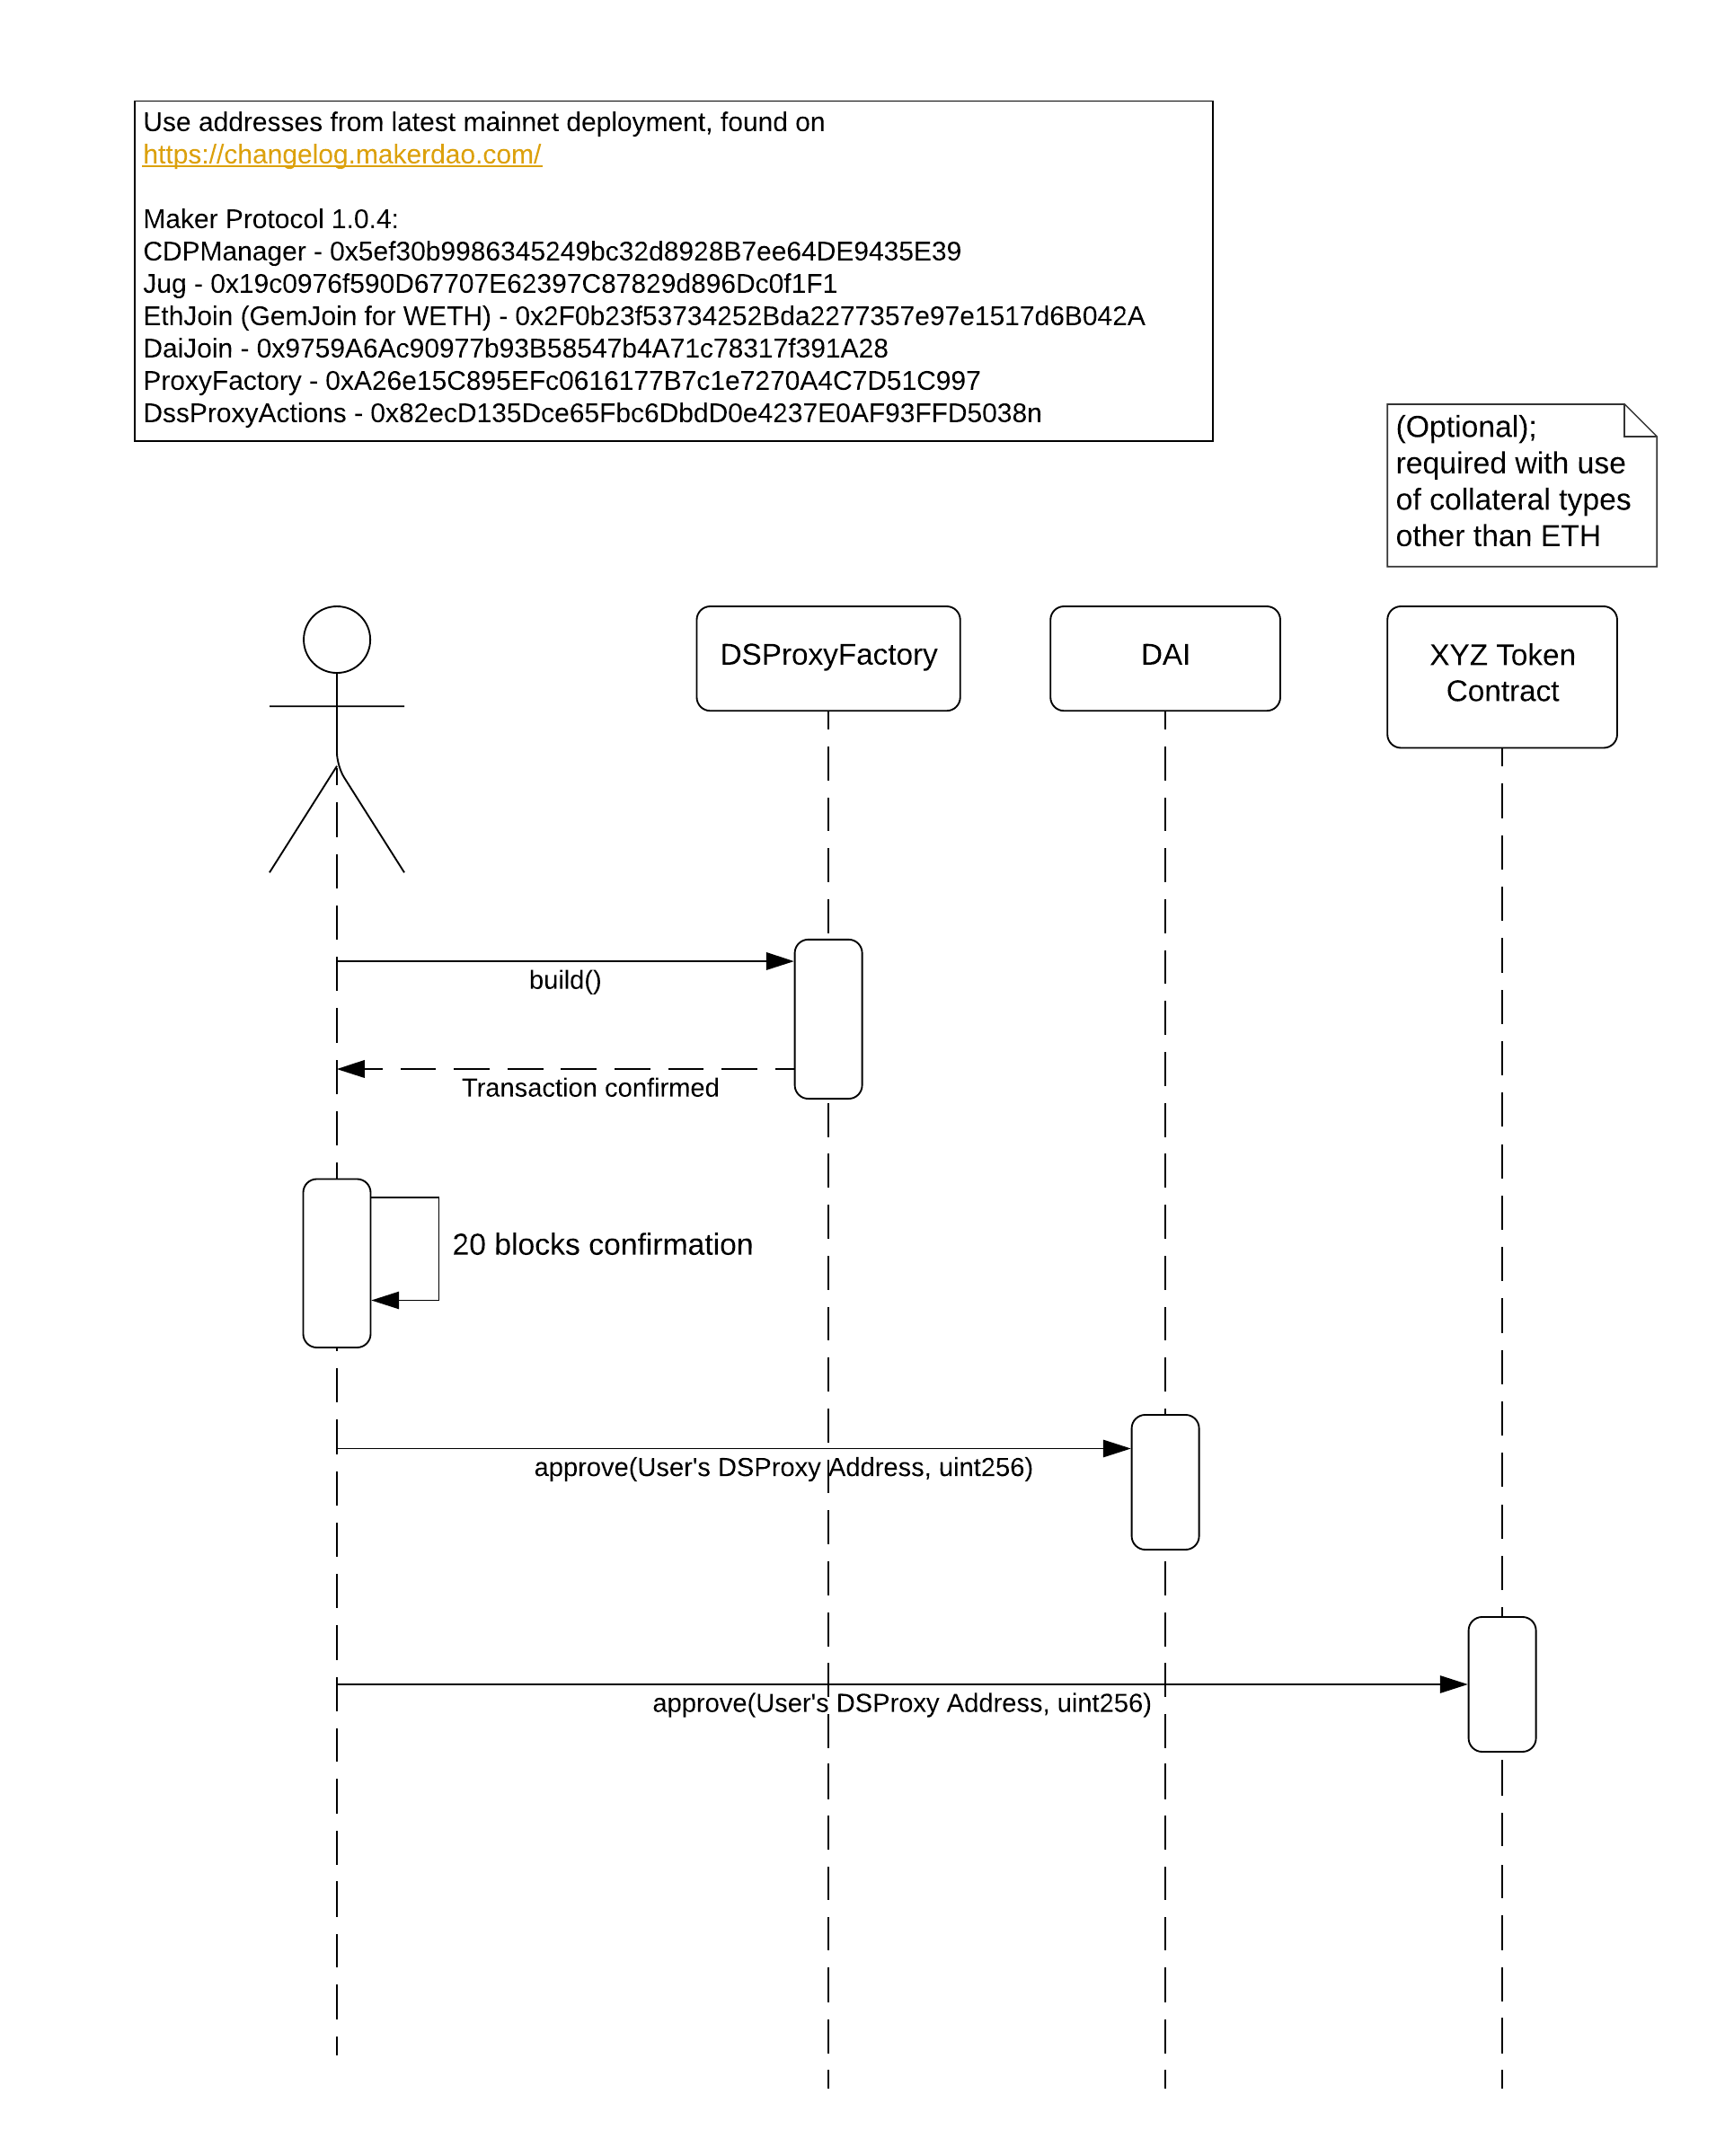 Use addresses from latest mainnet deployment, found on
https://changelog.makerdao.com/
Maker Protocol 1.0.4:
CDPManager - 0x5ef30b9986345249bc32d8928B7ee64DE9435E39
Jug - 0x19c0976f590D67707E62397C87829d896Dc0f1F1
EthJoin (GemJoin for WETH) - 0x2F0b23f53734252Bda2277357e97e1517d6B042A
DaiJoin - 0x9759A6Ac90977b93B58547b4A71c78317f391A28
ProxyFactory - 0xA26e15C895EFc0616177B7c1e7270A4C7D51C997
DssProxyActions - 0x82ecD135Dce65Fbc6DbdD0e4237E0AF93FFD5038n
(Optional);
required with use
of collateral types
other than ETH
DSProxyFactory
DAI
XYZ Token
Contract
build()
Transaction confirmed
20 blocks confirmation
approve(User's DSProxy Address, uint256)
approve(User's DSProxy Address, uint256)